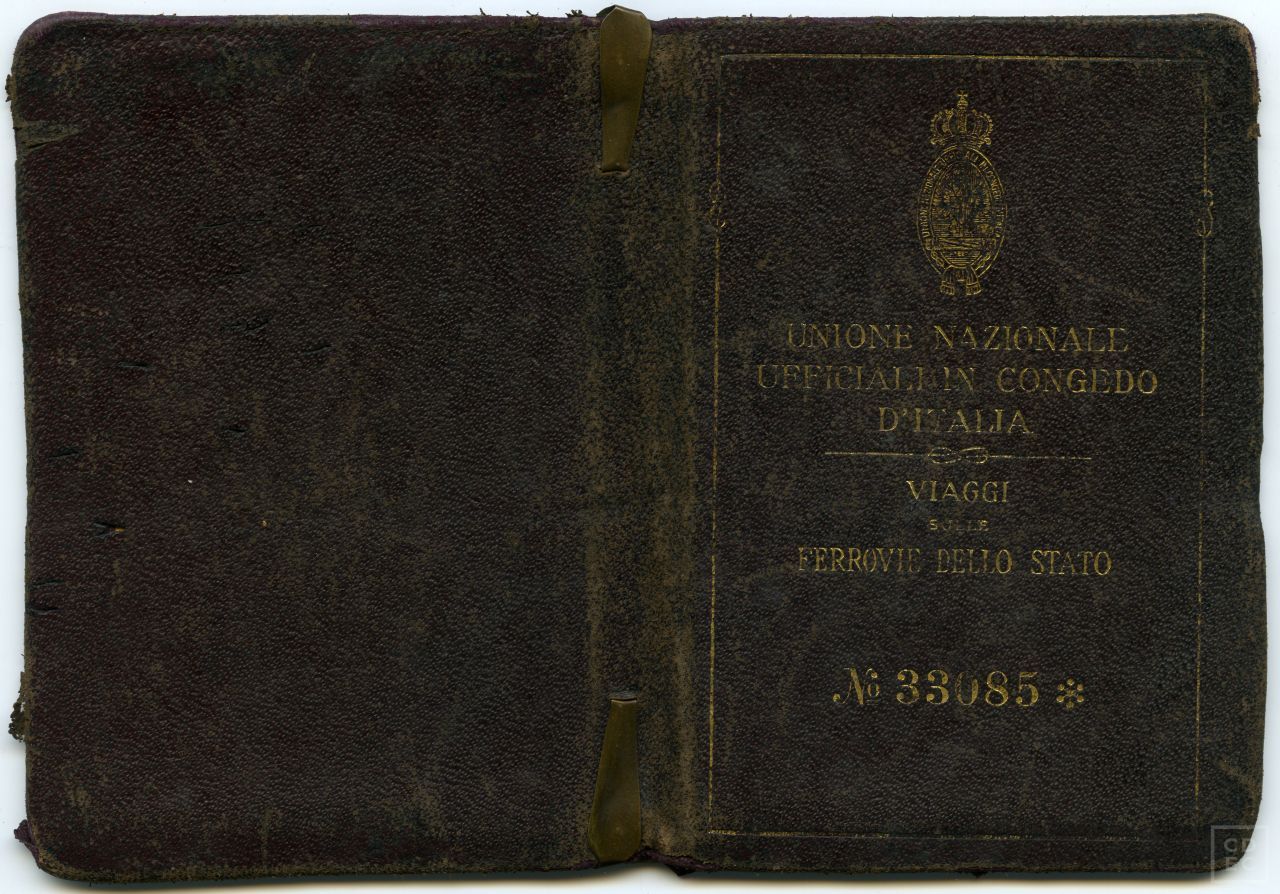 UNIONE NAZIONALE
UFFICIALI IN CONGEDO
D'ITALIA
VIAGGI
SULLE
FERROVIE DELLO STATO
№ 33085 *